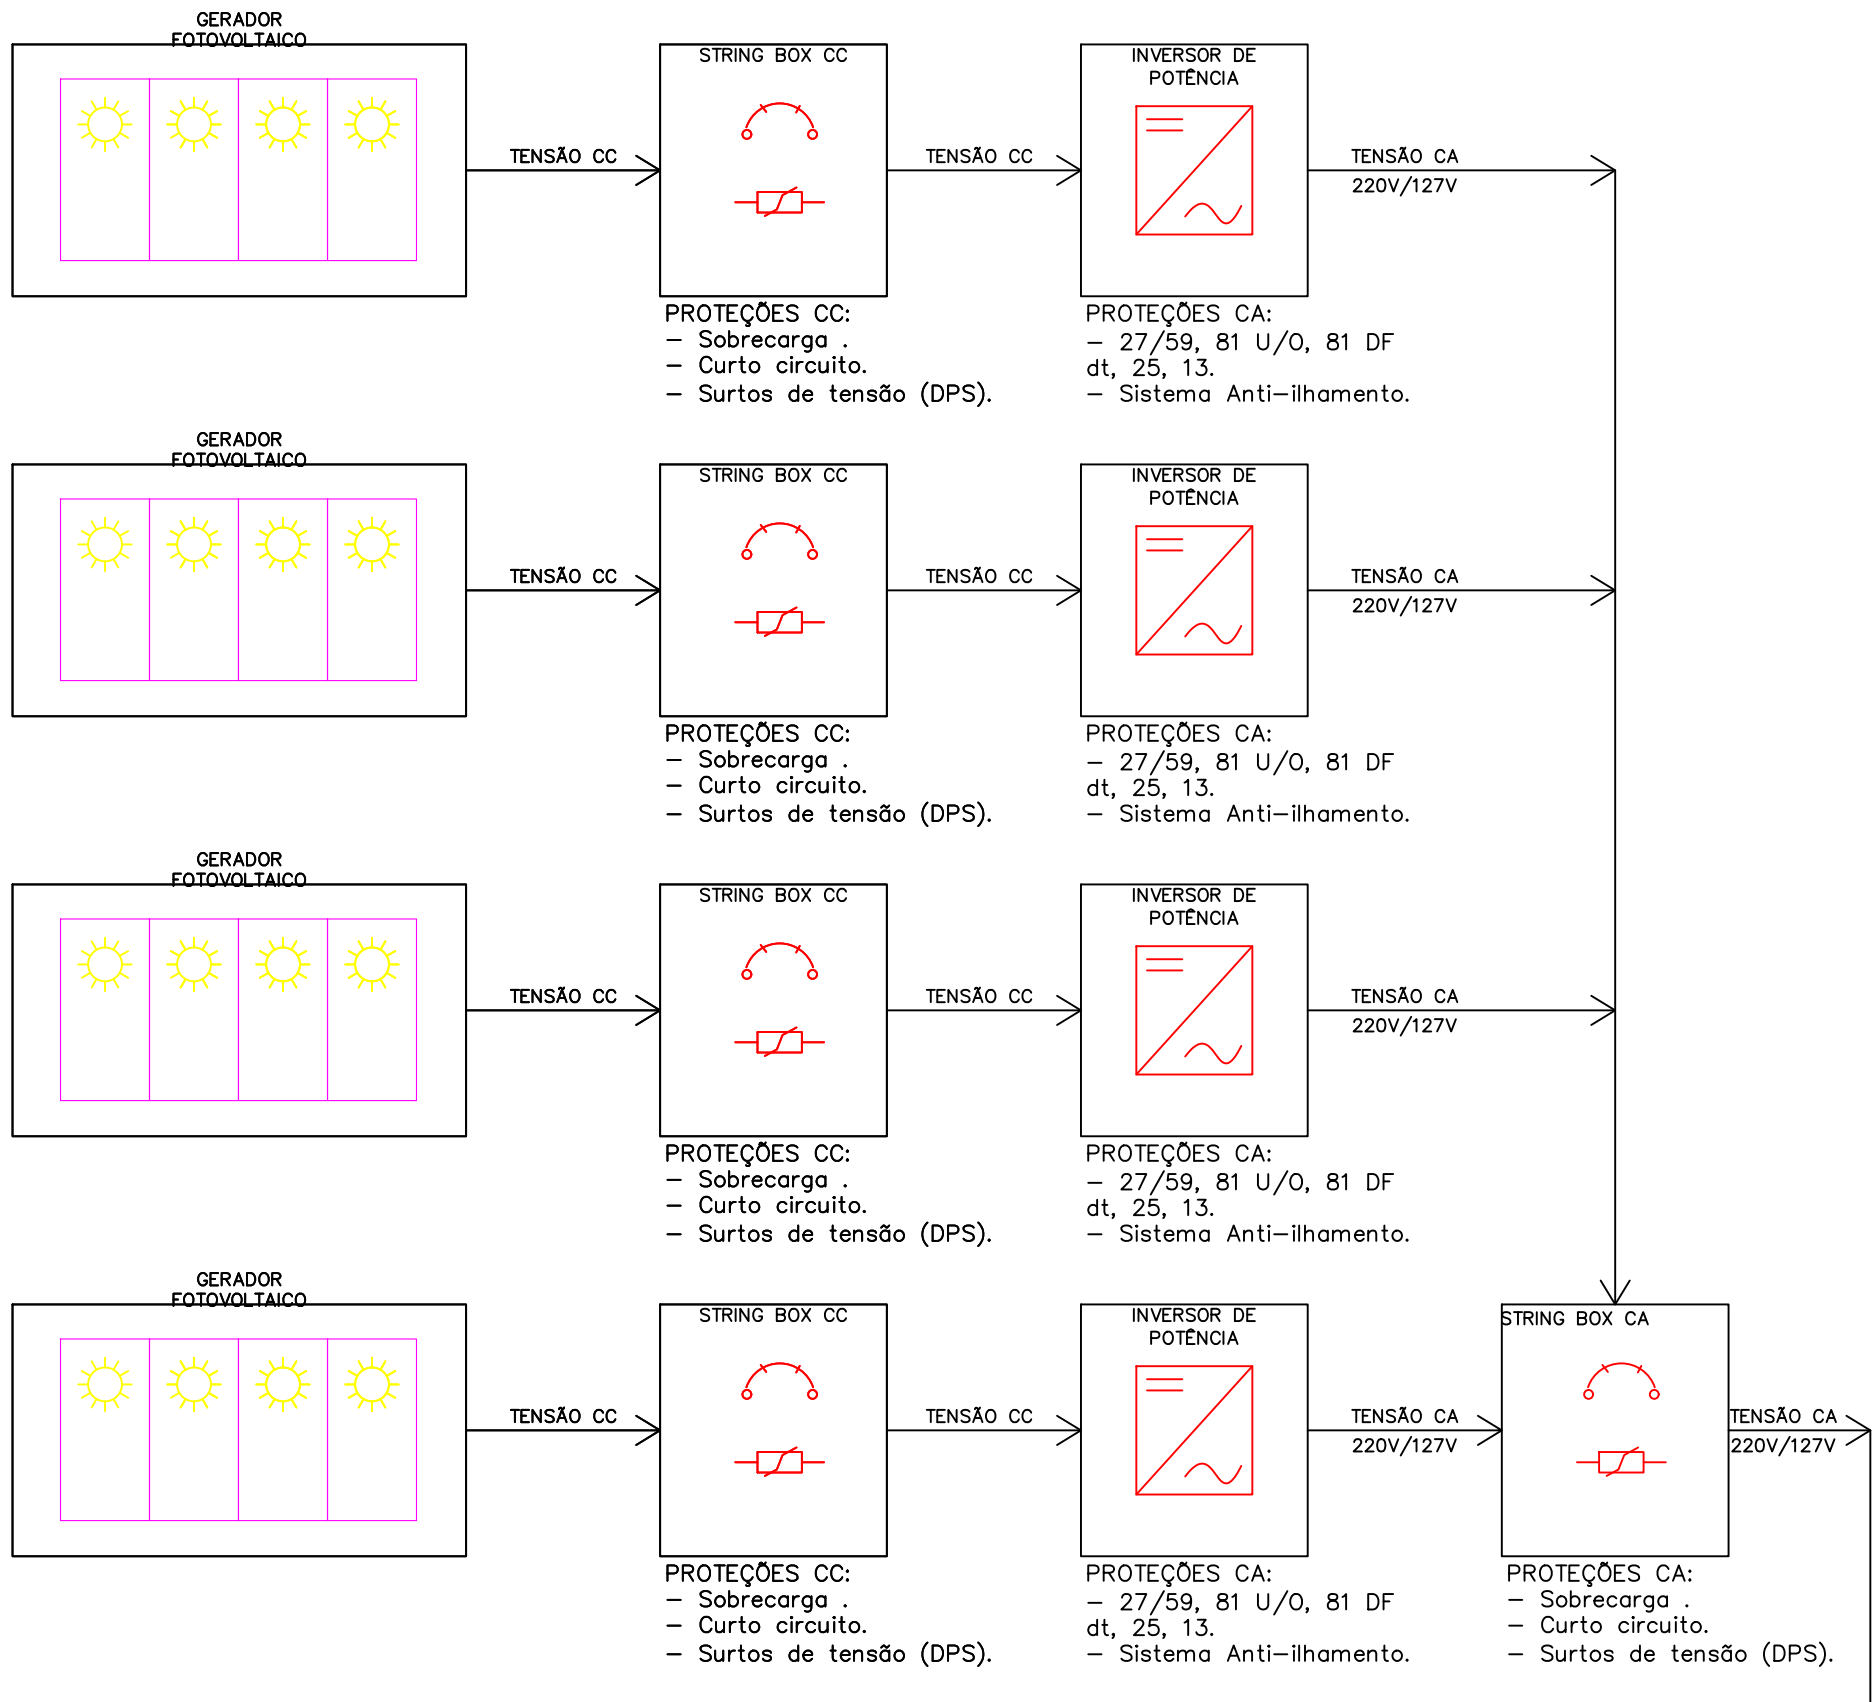 GERADOR
FOTOVOLTAICO
STRING BOX CC
INVERSOR DE
POTÊNCIA
TENSÃO CC
TENSÃO CC
TENSÃO CA
220V/127V
PROTEÇÕES CC:
- Sobrecarga .
- Curto circuito.
- Surtos de tensão (DPS).
PROTEÇÕES CA:
- 27/59, 81 U/O, 81 DF
dt, 25, 13.
- Sistema Anti-ilhamento.
GERADOR
FOTOVOLTAICO
STRING BOX CC
INVERSOR DE
POTÊNCIA
TENSÃO CC
TENSÃO CC
TENSÃO CA
220V/127V
PROTEÇÕES CC:
- Sobrecarga .
- Curto circuito.
- Surtos de tensão (DPS).
PROTEÇÕES CA:
- 27/59, 81 U/O, 81 DF
dt, 25, 13.
- Sistema Anti-ilhamento.
GERADOR
FOTOVOLTAICO
STRING BOX CC
INVERSOR DE
POTÊNCIA
TENSÃO CC
TENSÃO CC
TENSÃO CA
220V/127V
PROTEÇÕES CC:
- Sobrecarga .
- Curto circuito.
- Surtos de tensão (DPS).
PROTEÇÕES CA:
- 27/59, 81 U/O, 81 DF
dt, 25, 13.
- Sistema Anti-ilhamento.
GERADOR
FOTOVOLTAICO
STRING BOX CC
INVERSOR DE
POTÊNCIA
STRING BOX CA
TENSÃO CC
TENSÃO CC
TENSÃO CA
220V/127V
TENSÃO CA
220V/127V
PROTEÇÕES CC:
- Sobrecarga .
- Curto circuito.
- Surtos de tensão (DPS).
PROTEÇÕES CA:
- 27/59, 81 U/O, 81 DF
dt, 25, 13.
- Sistema Anti-ilhamento.
PROTEÇÕES CA:
- Sobrecarga .
- Curto circuito.
- Surtos de tensão (DPS).